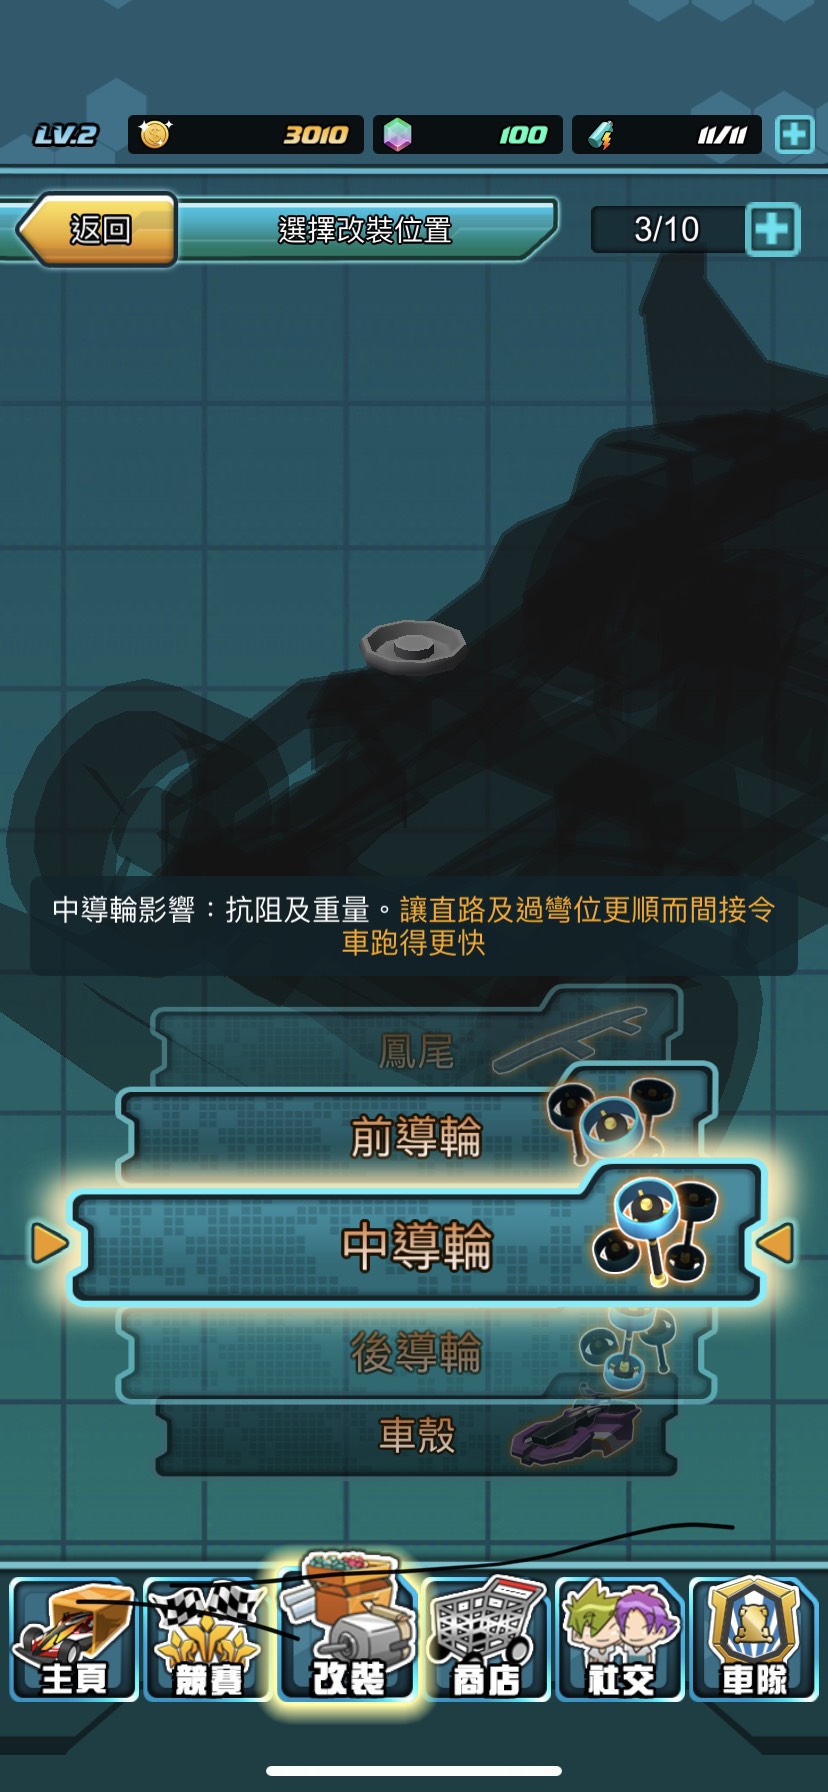 LV.2
3010
100
11/11
返回
選擇改裝位置
3/10
中導輪影響：抗阻及重量。讓直路及過彎位更順而間接令
車跑得更快
鳳尾
前導輪
中導輪
後導輪
車殼
主頁
競賽
改裝
商店
社交
車隊